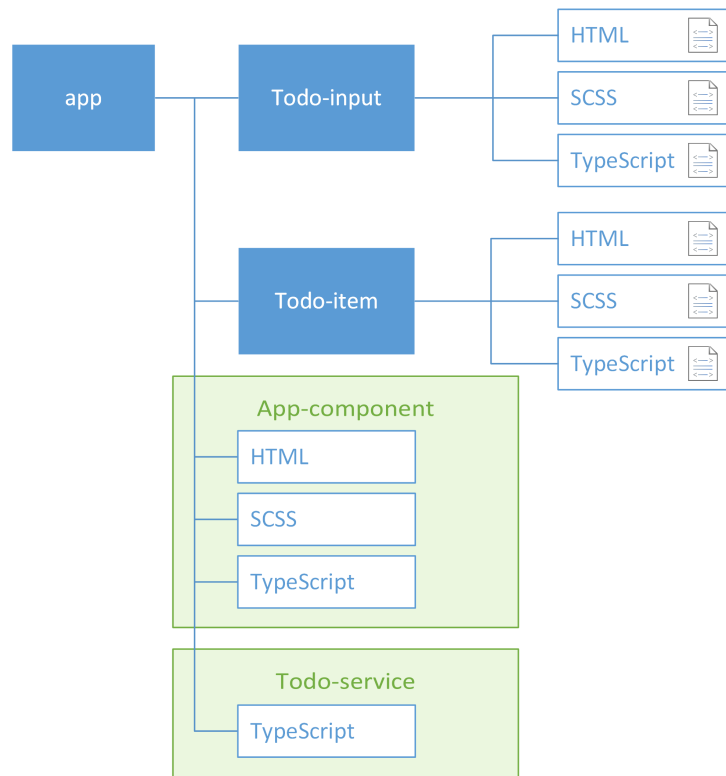 app
Todo-input
HTML
SCSS
TypeScript
Todo-item
HTML
SCSS
TypeScript
App-component
HTML
SCSS
TypeScript
Todo-service
TypeScript